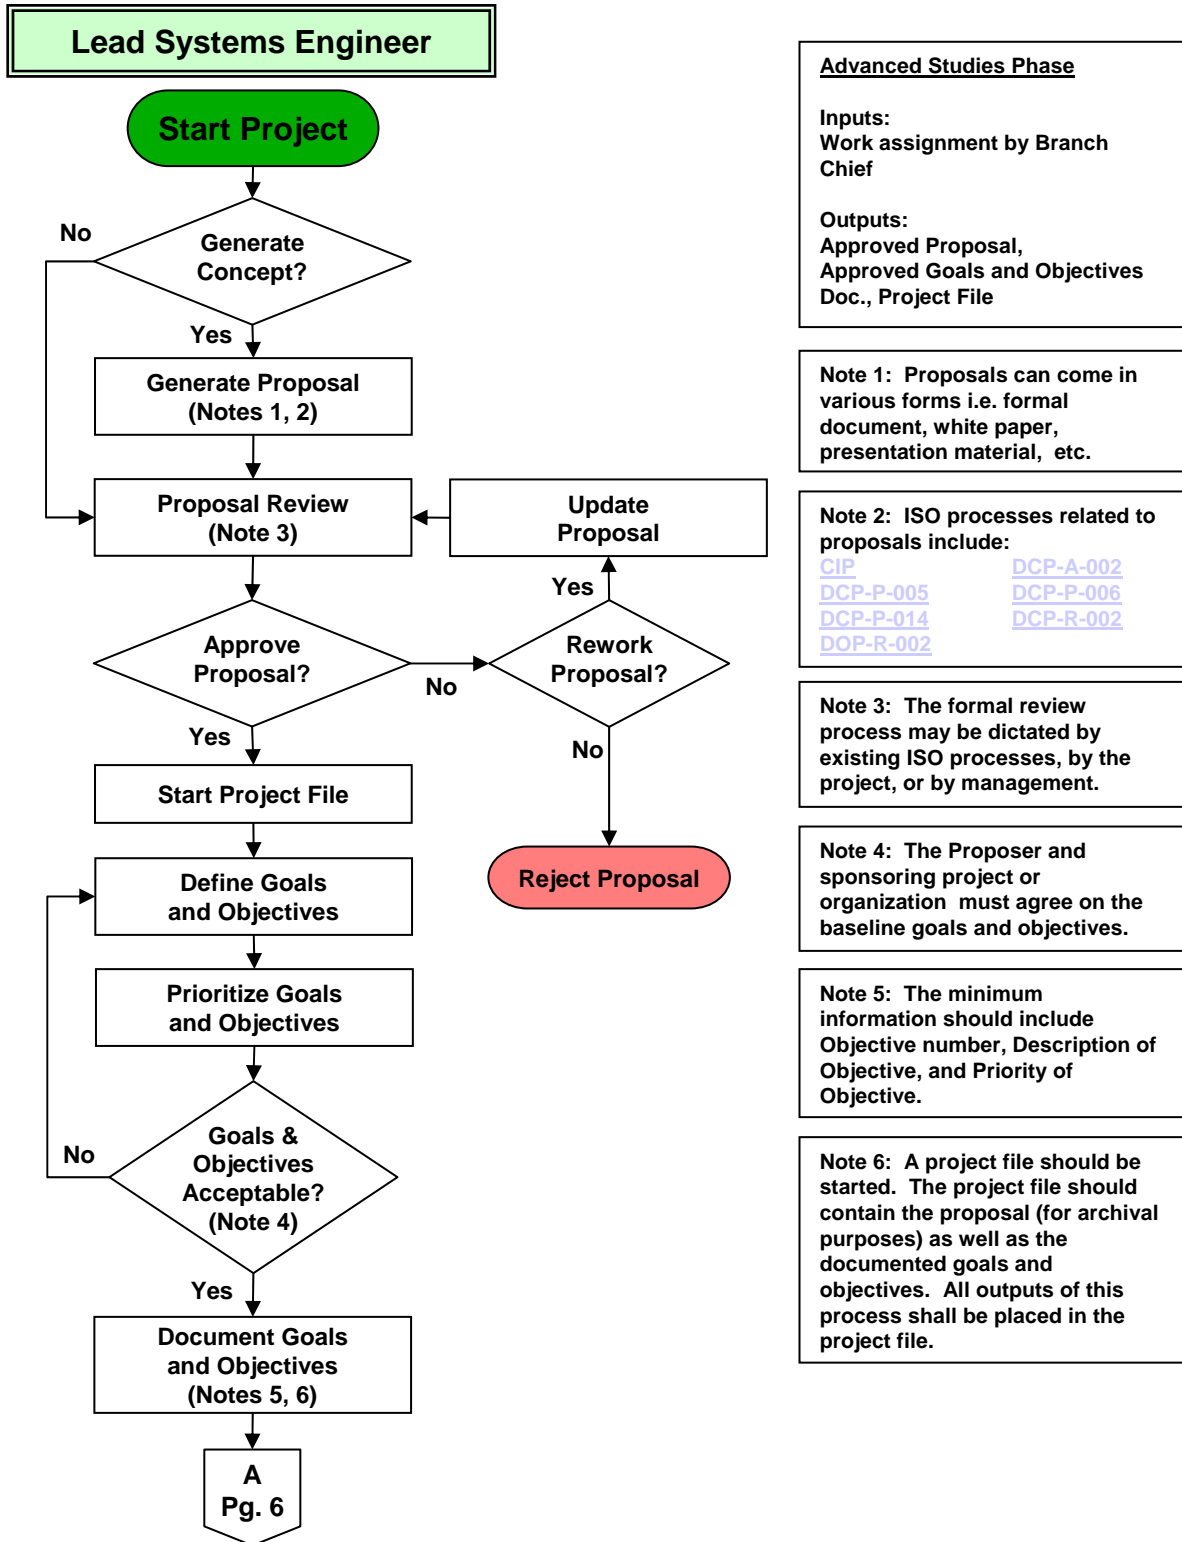 Lead Systems Engineer
Start Project
No
Generate
Concept?
Yes
Generate Proposal
(Notes 1, 2)
Proposal Review
(Note 3)
Update
Proposal
Yes
Approve
Proposal?
No
Rework
Proposal?
Yes
No
Start Project File
Reject Proposal
Define Goals
and Objectives
Prioritize Goals
and Objectives
No
Goals &
Objectives
Acceptable?
(Note 4)
Yes
Document Goals
and Objectives
(Notes 5, 6)
A
Pg. 6
Advanced Studies Phase
Inputs:
Work assignment by Branch
Chief
Outputs:
Approved Proposal,
Approved Goals and Objectives
Doc., Project File
Note 1:  Proposals can come in
various forms i.e. formal
document, white paper,
presentation material,  etc.
Note 2:  ISO processes related to
proposals include:
CIP DCP-A-002
DCP-P-005 DCP-P-006
DCP-P-014 DCP-R-002
DOP-R-002
Note 3:  The formal review
process may be dictated by
existing ISO processes, by the
project, or by management.
Note 4:  The Proposer and
sponsoring project or
organization  must agree on the
baseline goals and objectives.
Note 5:  The minimum
information should include
Objective number, Description of
Objective, and Priority of
Objective.
Note 6:  A project file should be
started.  The project file should
contain the proposal (for archival
purposes) as well as the
documented goals and
objectives.  All outputs of this
process shall be placed in the
project file.